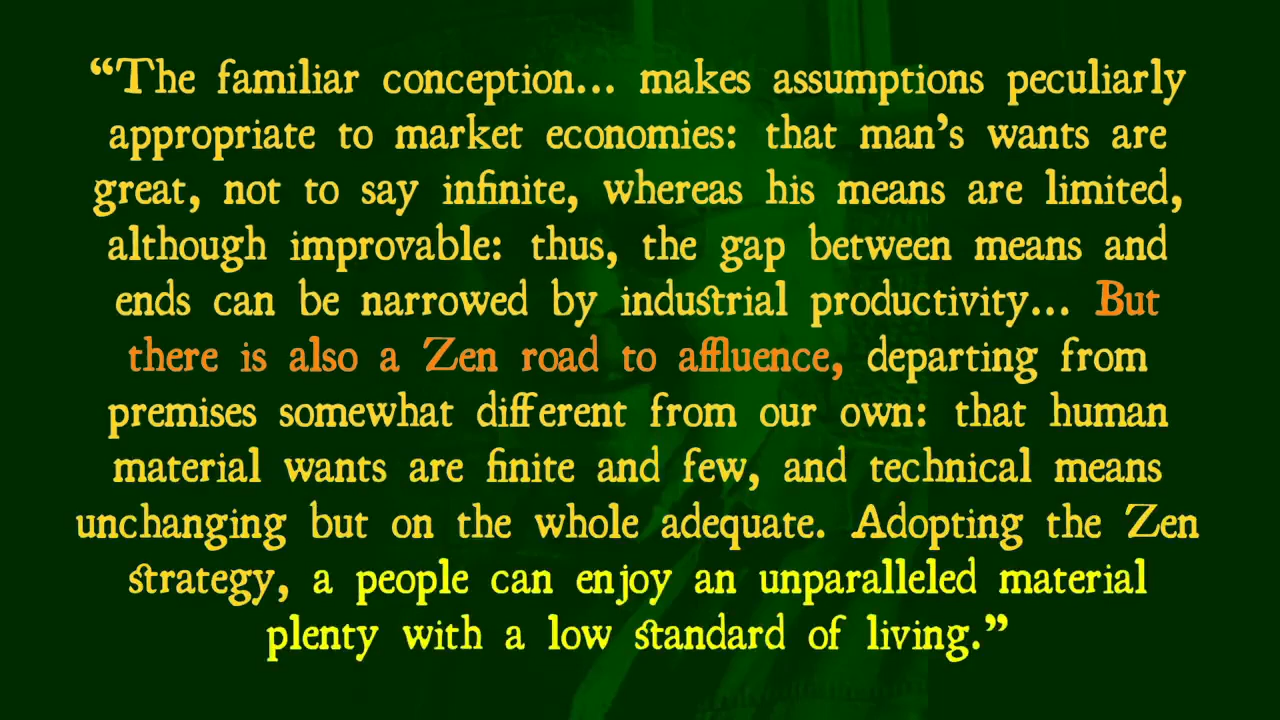 “The familiar conception... makes assumptions peculiarly
appropriate to market economies: that man’s wants are
great, not to say infinite, whereas his means are limited,
although improvable: thus, the gap between means and
ends can be narrowed by industrial productivity... But
there is also a Zen road to affluence, departing from
premises somewhat different from our own: that human
material wants are finite and few, and technical means
unchanging but on the whole adequate. Adopting the Zen
strategy, a people can enjoy an unparalleled material
plenty with a low standard of living.”